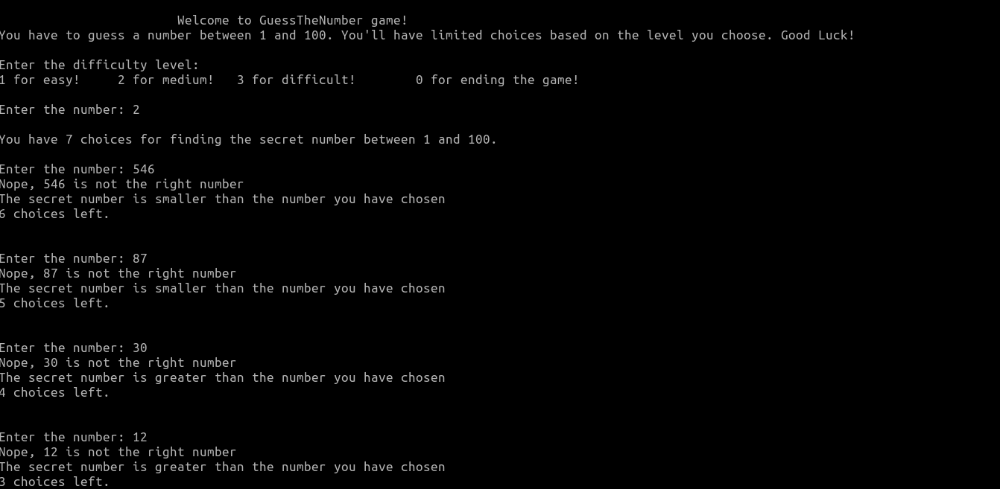 Welcome to GuessTheNumber game!
You have to guess a number between 1 and 100. You'll have limited choices based on the level you choose. Good Luck!
Enter the difficulty level:
1 for easy!     2 for medium!   3 for difficult!        0 for ending the game!
Enter the number: 2
You have 7 choices for finding the secret number between 1 and 100.
Enter the number: 546
Nope, 546 is not the right number
The secret number is smaller than the number you have chosen
6 choices left.
Enter the number: 87
Nope, 87 is not the right number
The secret number is smaller than the number you have chosen
5 choices left.
Enter the number: 30
Nope, 30 is not the right number
The secret number is greater than the number you have chosen
4 choices left.
Enter the number: 12
Nope, 12 is not the right number
The secret number is greater than the number you have chosen
3 choices left.